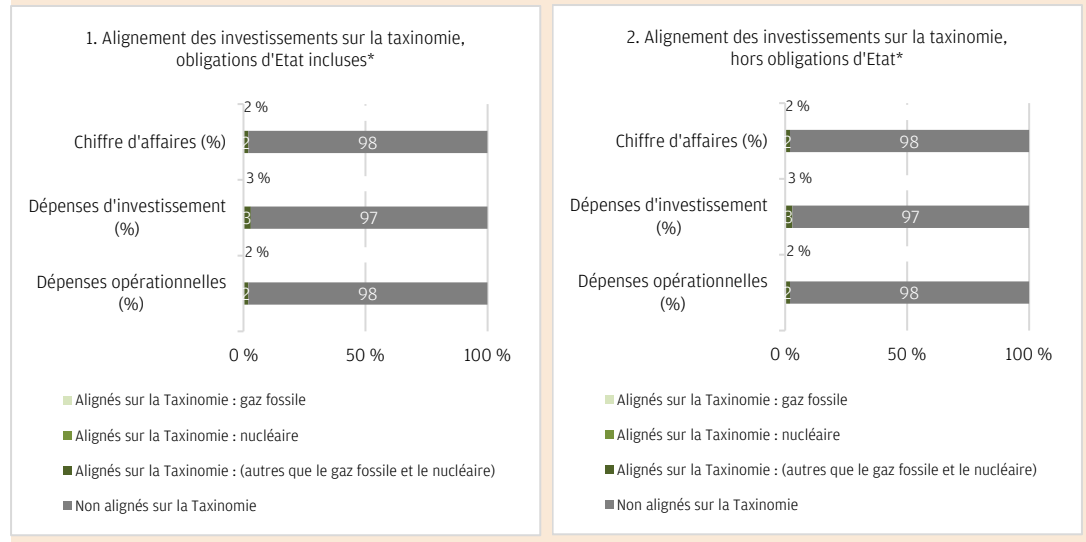 1. Alignement des investissements sur la taxinomie,
obligations d'Etat incluses*
2 %
Chiffre d'affaires (%)
2
98
3 %
Dépenses d'investissement
(%)
3
97
2 %
Dépenses opérationnelles
(%)
2
98
0 %
50 %
100 %
Alignés sur la Taxinomie : gaz fossile
Alignés sur la Taxinomie : nucléaire
Alignés sur la Taxinomie : (autres que le gaz fossile et le nucléaire)
Non alignés sur la Taxinomie
2. Alignement des investissements sur la taxinomie,
hors obligations d'Etat*
2 %
Chiffre d'affaires (%)
2
98
3 %
Dépenses d'investissement
(%)
3
97
2 %
Dépenses opérationnelles
(%)
2
98
0 %
50 %
100 %
Alignés sur la Taxinomie : gaz fossile
Alignés sur la Taxinomie : nucléaire
Alignés sur la Taxinomie : (autres que le gaz fossile et le nucléaire)
Non alignés sur la Taxinomie